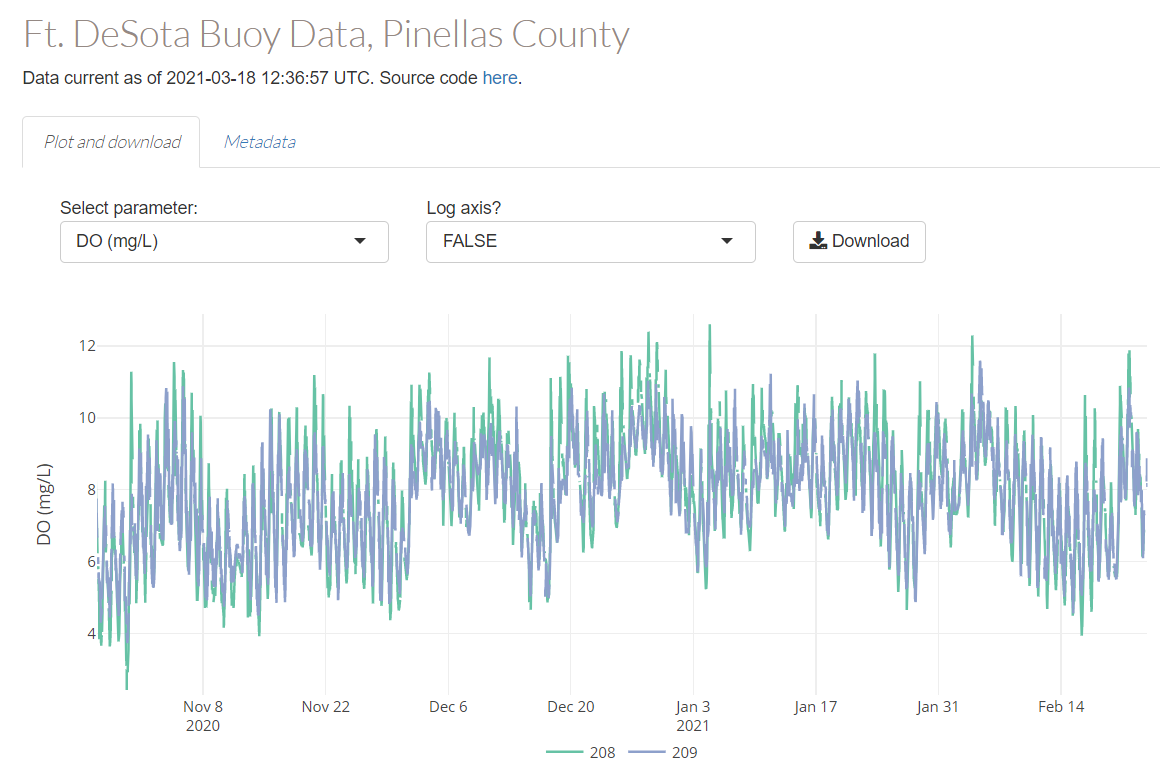 Ft. DeSota Buoy Data, Pinellas County
Data current as of 2021-03-18 12:36:57 UTC. Source code here.
Plot and download Metadata
Select parameter: Log axis?
DO (mg/L) FALSE Download
12
10
8
6
4
DO (mg/L)
Nov 8 Nov 22 Dec 6 Dec 20 Jan 3 Jan 17 Jan 31 Feb 14
2020 2021
208 209